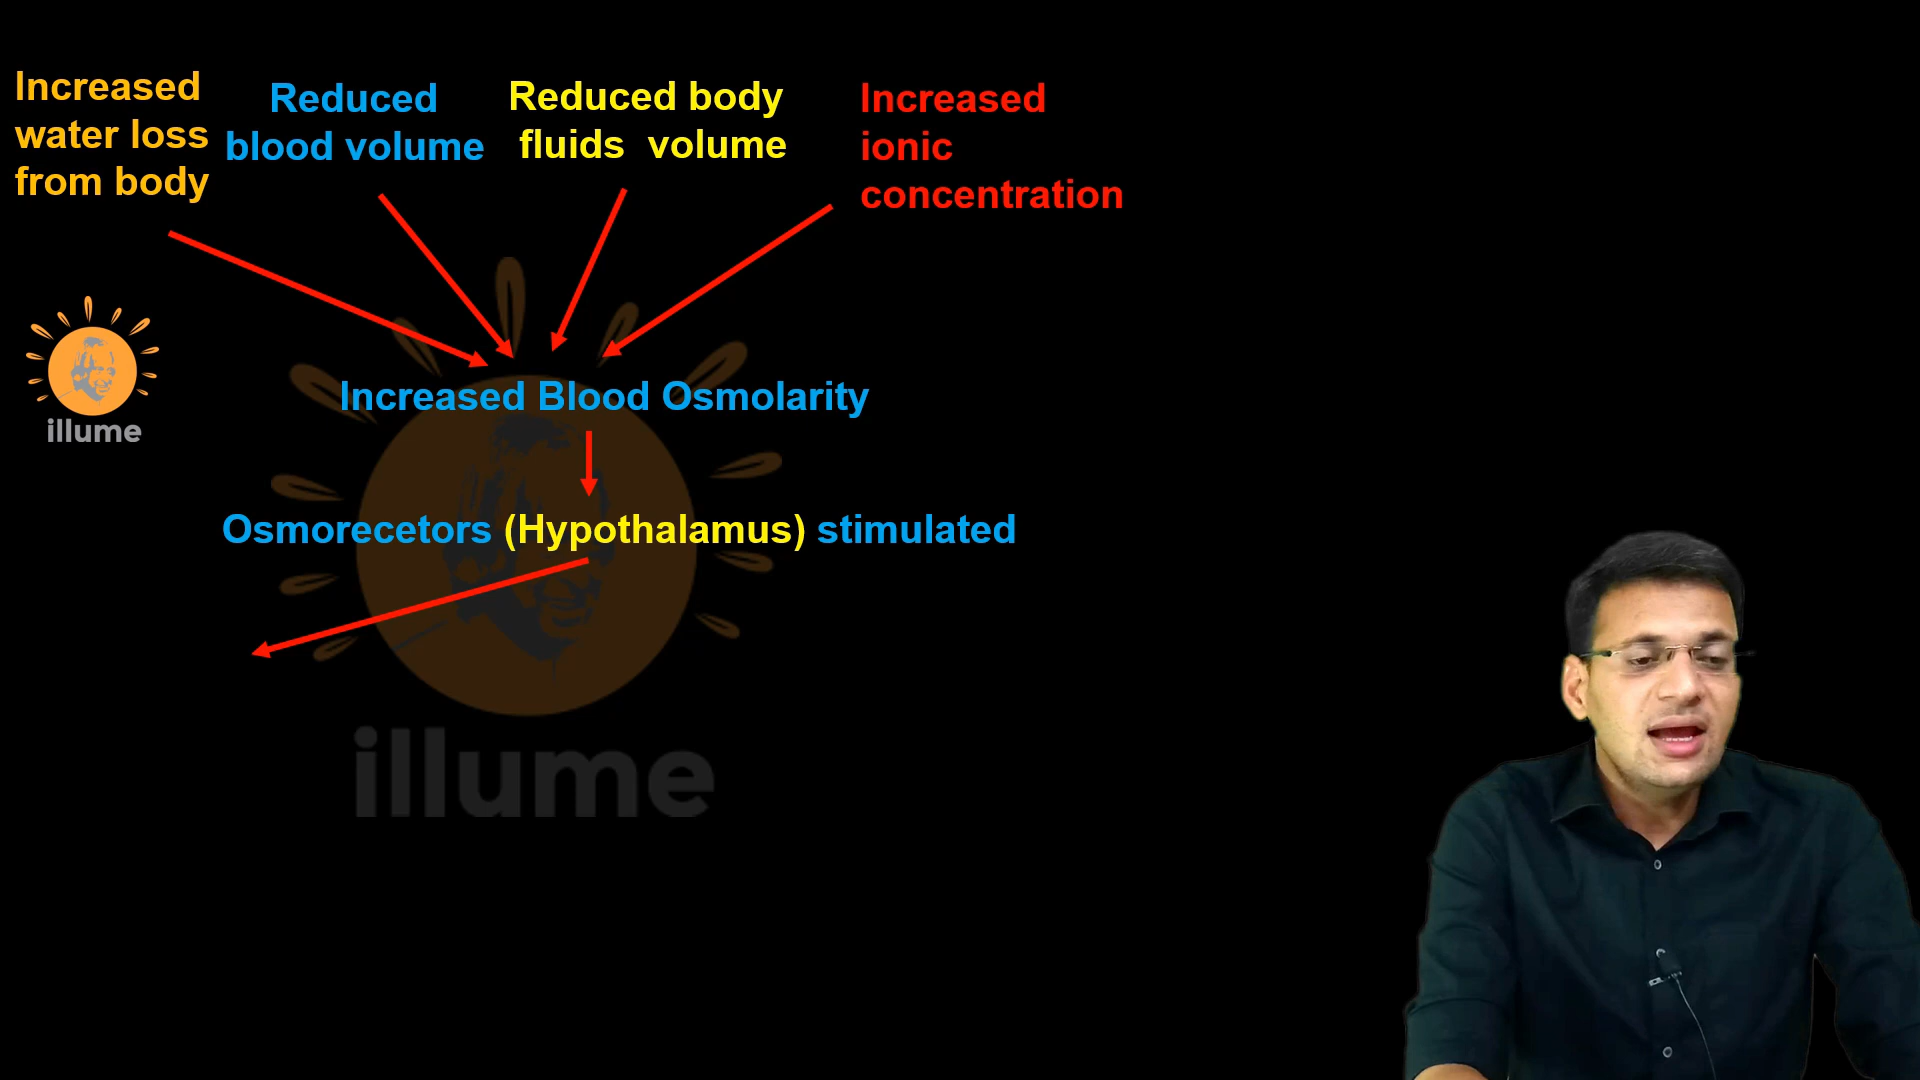 Increased
water loss
from body
Reduced
blood volume
Reduced body
fluids volume
Increased
ionic
concentration
illume
Increased Blood Osmolarity
Osmorecetors (Hypothalamus) stimulated
illume